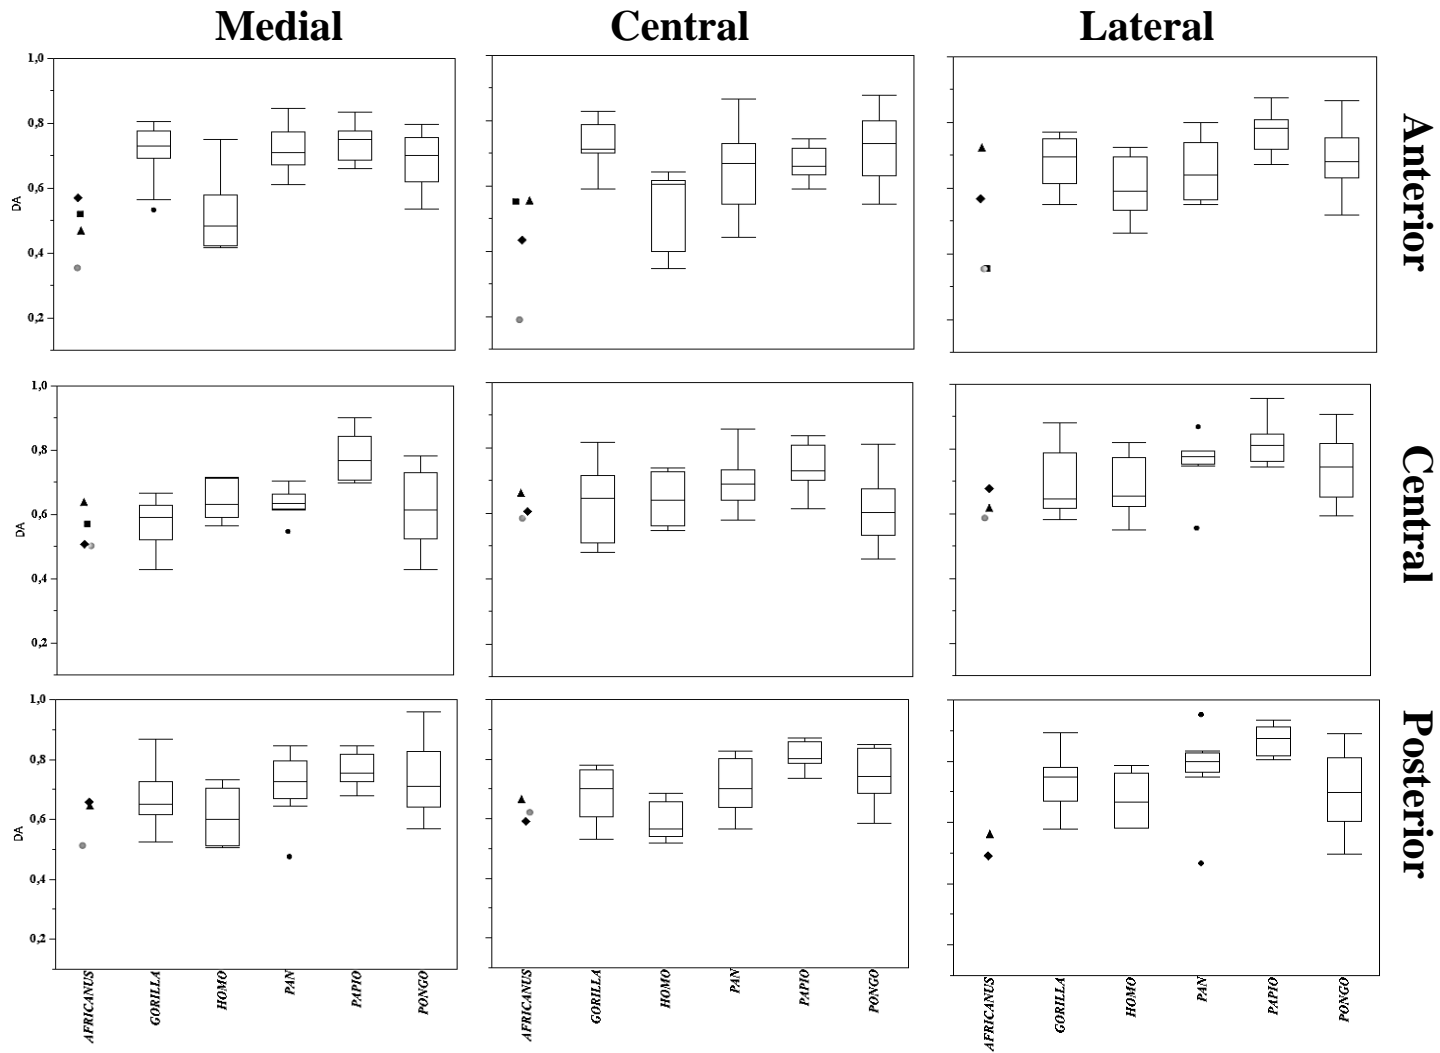 Medial Central Lateral
1,0
0,8
0,6
0,4
0,2
DA
Anterior
1,0
0,8
0,6
0,4
0,2
DA
Central
1,0
0,8
0,6
0,4
0,2
DA
Posterior
AFRICANUS GORILLA HOMO PAN PAPIO PONGO
AFRICANUS GORILLA HOMO PAN PAPIO PONGO
AFRICANUS GORILLA HOMO PAN PAPIO PONGO